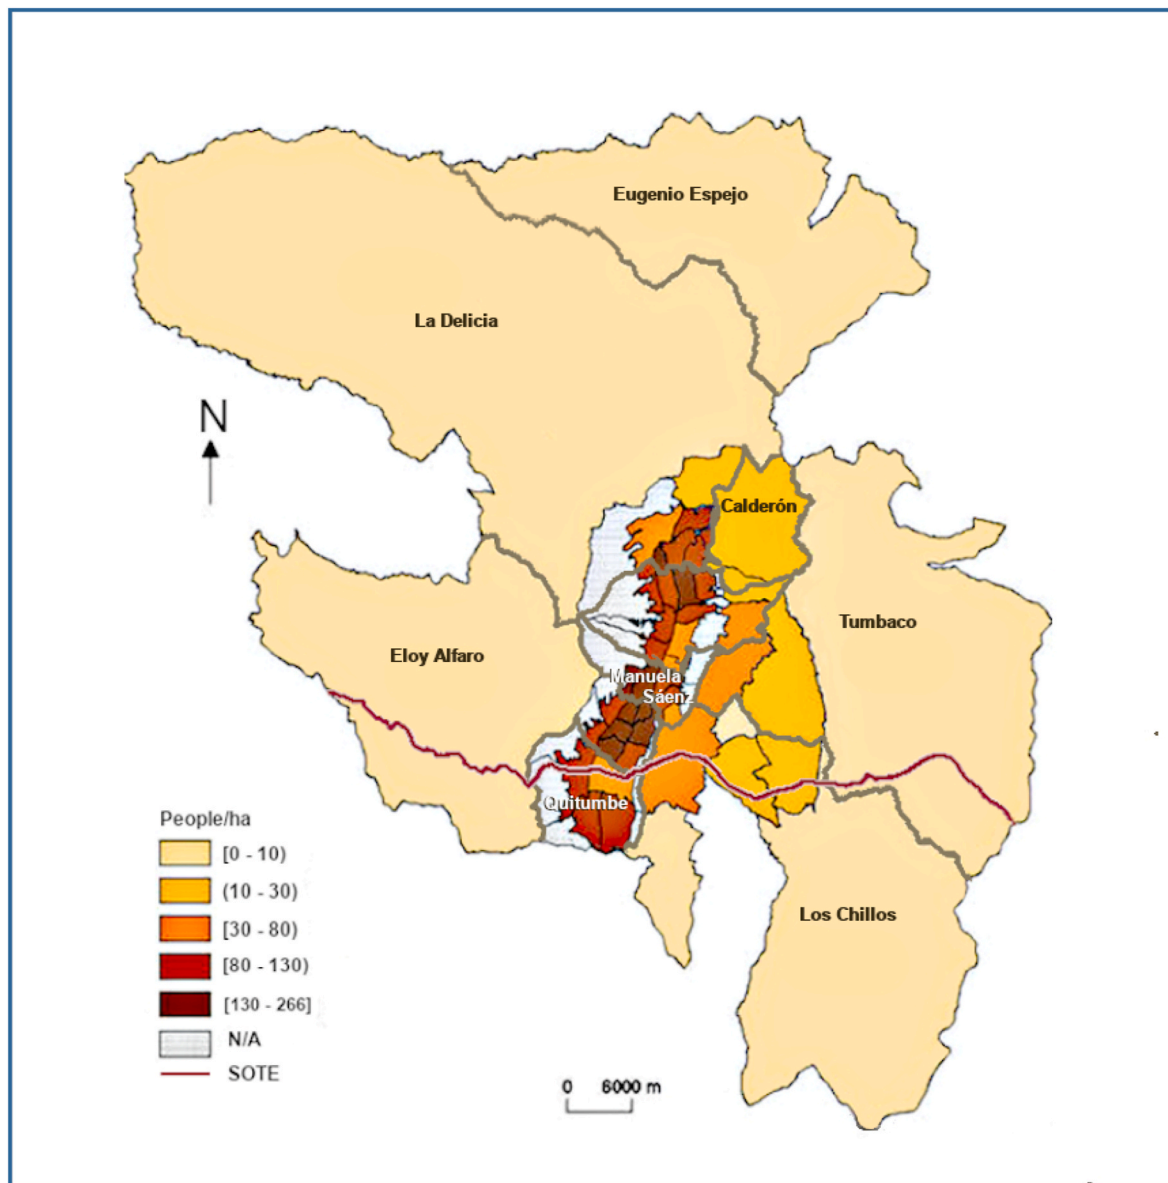 Eugenio Espejo
La Delicia
N
Calderón
Tumbaco
Eloy Alfaro
Manuela
Sáenz
Quitumbe
Los Chillos
People/ha
[0 - 10)
(10 - 30)
[30 - 80)
[80 - 130)
[130 - 266]
N/A
SOTE
0 6000 m